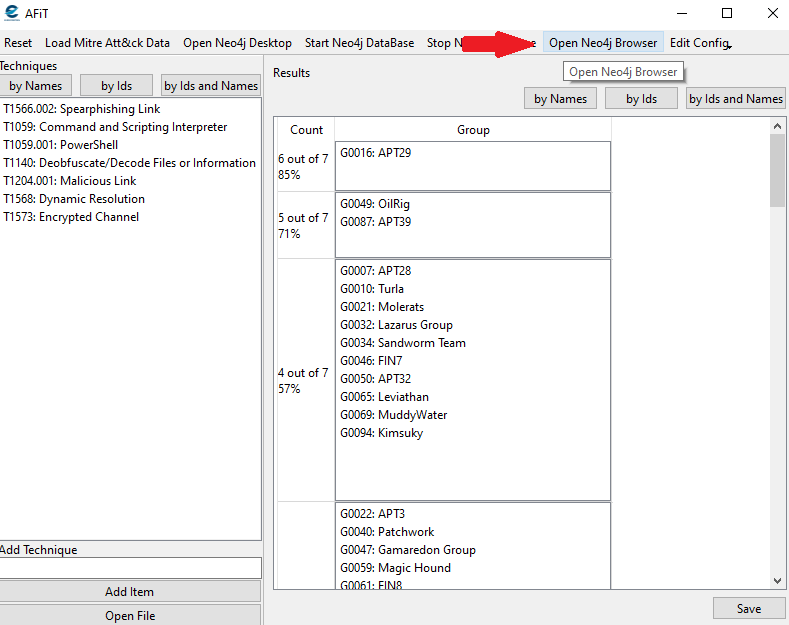 AFiT
Reset Load Mitre Att&ck Data Open Neo4j Desktop Start Neo4j DataBase Stop Open Neo4j Browser Edit Config
Open Neo4j Browser
Techniques
by Names by Ids by Ids and Names
T1566.002: Spearphishing Link
T1059: Command and Scripting Interpreter
T1059.001: PowerShell
T1140: Deobfuscate/Decode Files or Information
T1204.001: Malicious Link
T1568: Dynamic Resolution
T1573: Encrypted Channel
Add Technique
Add Item
Open File
Results
by Names by Ids by Ids and Names
Count Group
6 out of 7
85%
G0016: APT29
5 out of 7
71%
G0049: OilRig
G0087: APT39
4 out of 7
57%
G0007: APT28
G0010: Turla
G0021: Molerats
G0032: Lazarus Group
G0034: Sandworm Team
G0046: FIN7
G0050: APT32
G0065: Leviathan
G0069: MuddyWater
G0094: Kimsuky
G0022: APT3
G0040: Patchwork
G0047: Gamaredon Group
G0059: Magic Hound
G0061: FIN8
Save